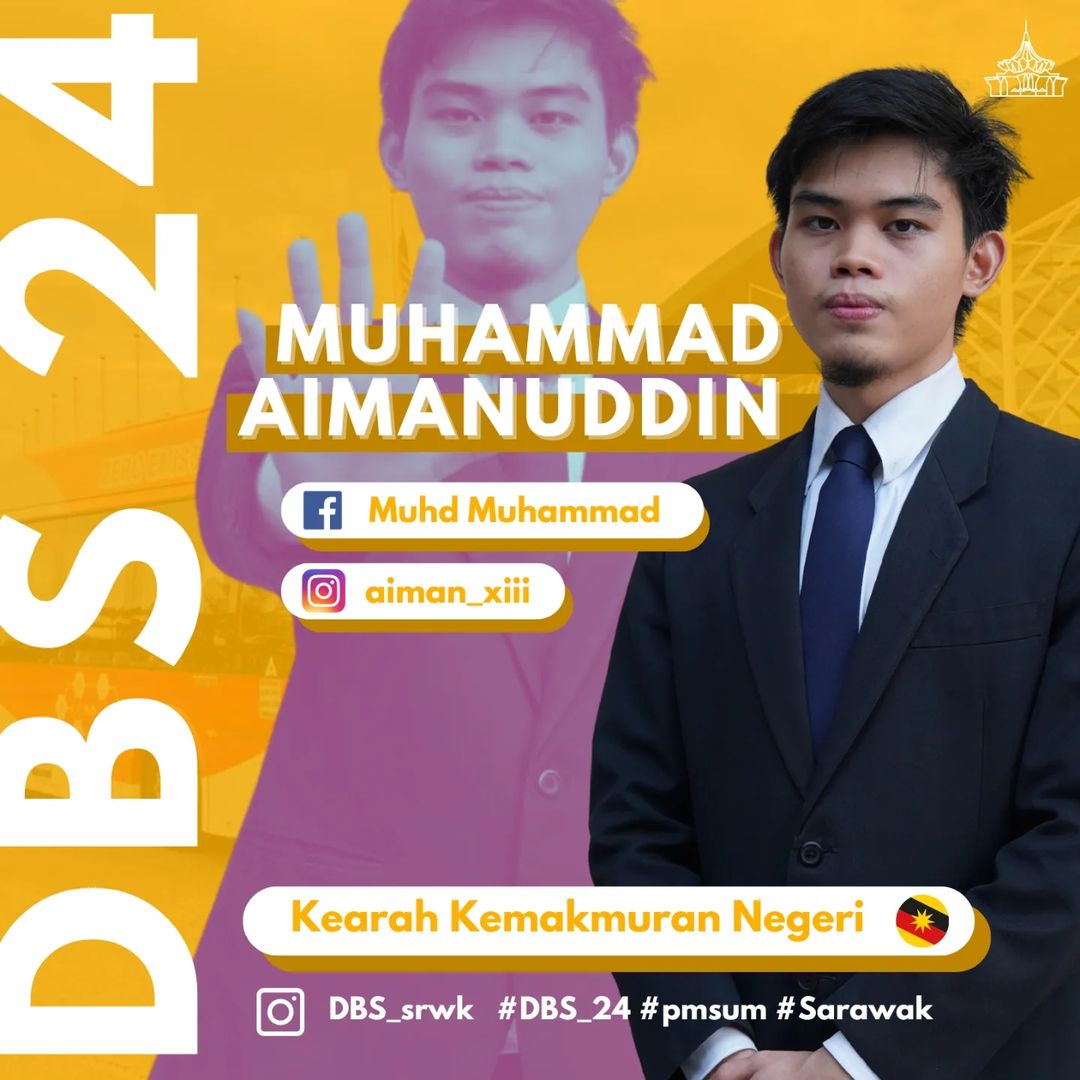 DBS 24
MUHAMMAD
AIMANUDDIN
Muhd Muhammad
aiman_xiii
Kearah Kemakmuran Negeri
DBS_srwk #DBS_24 #pmsum #Sarawak